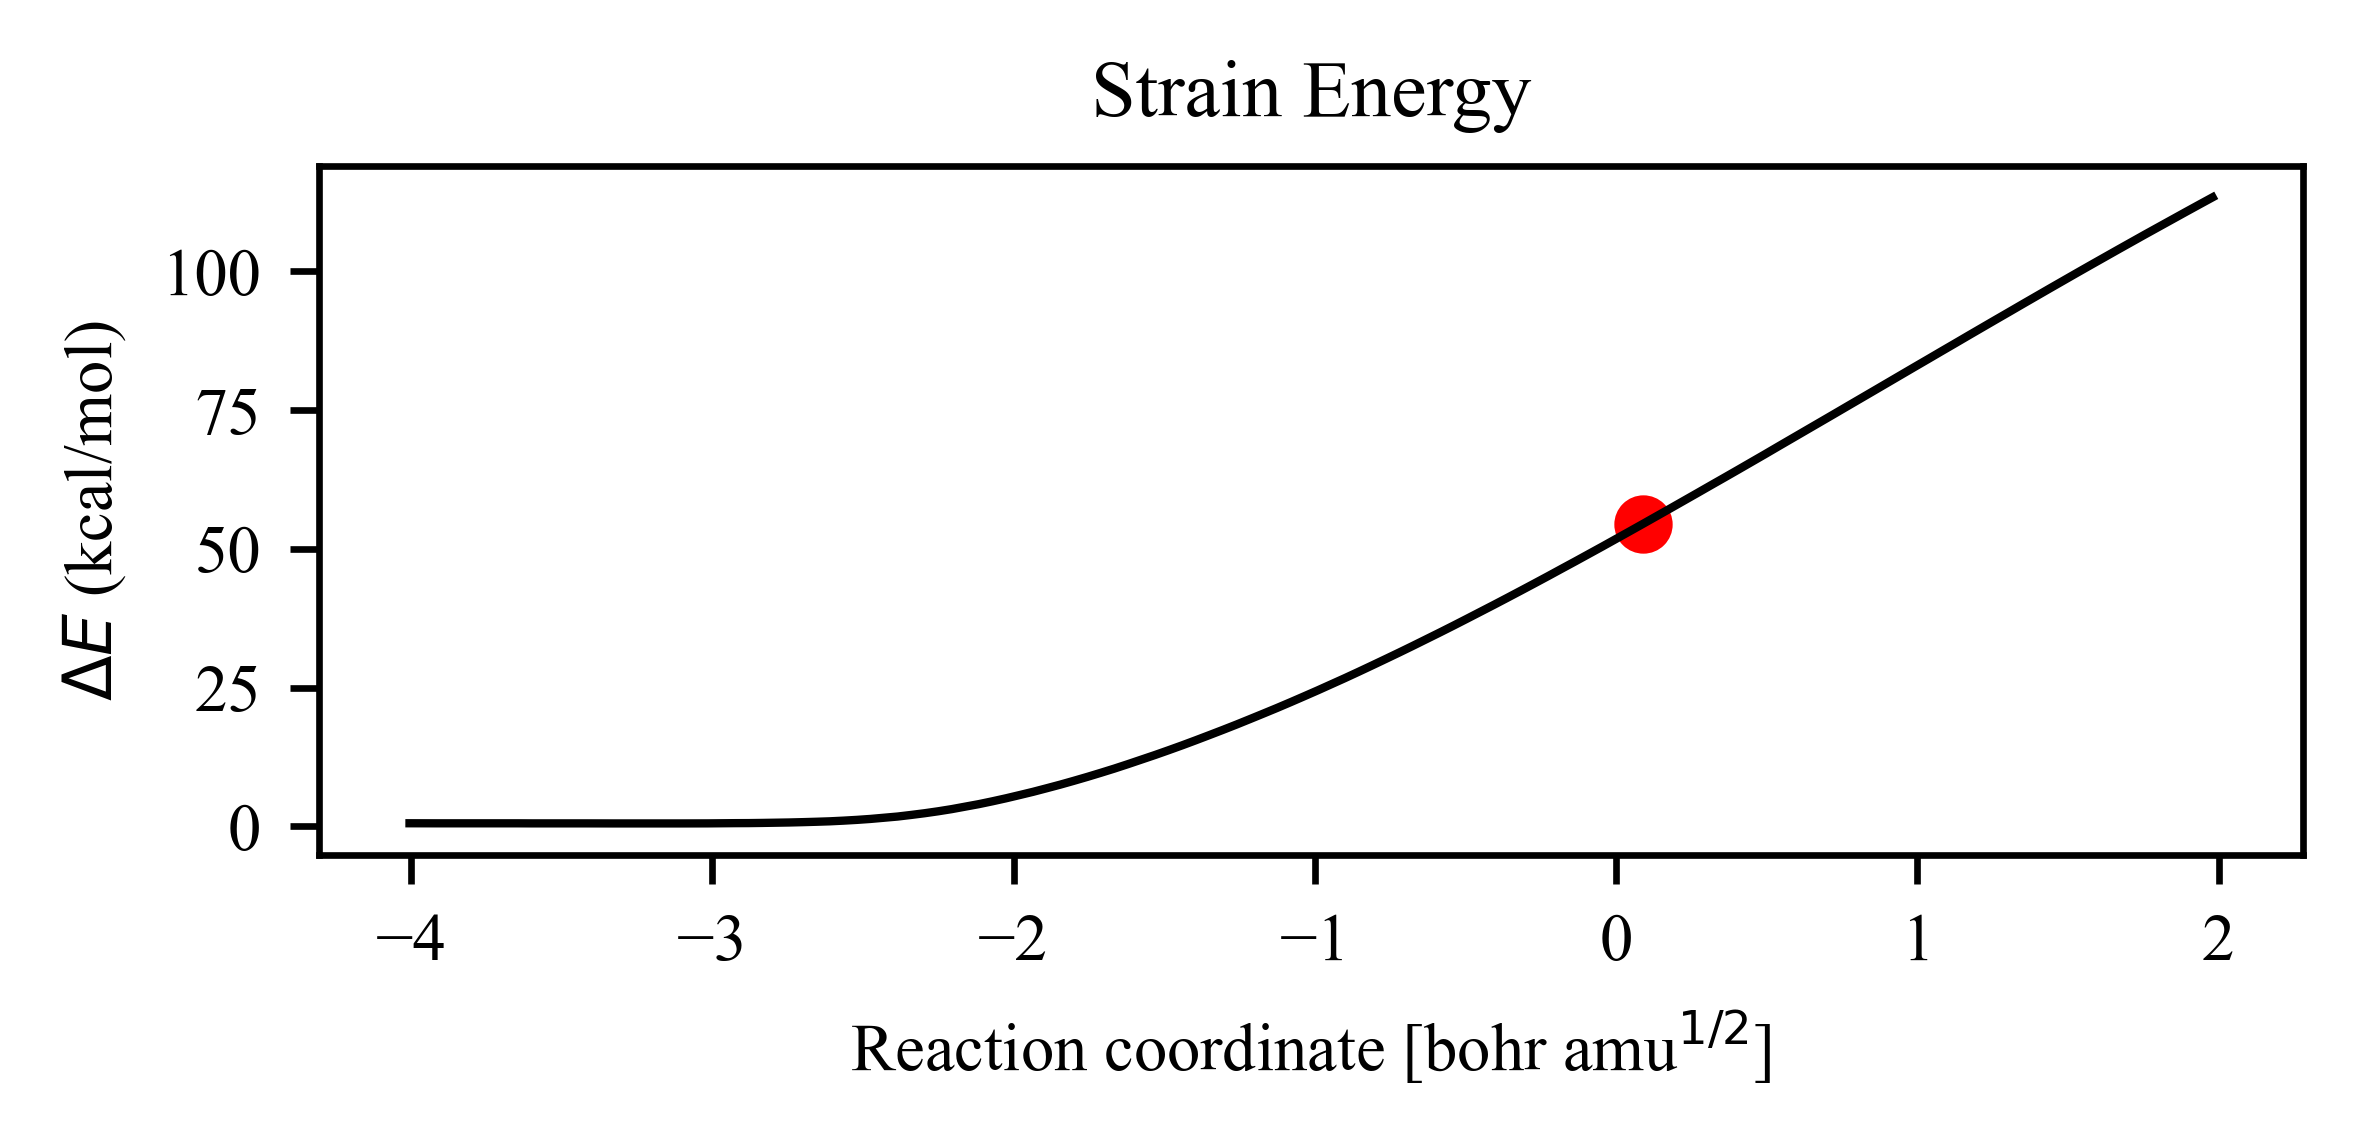 Strain Energy
ΔE (kcal/mol)
100
75
50
25
0
−4 −3 −2 −1 0 1 2
Reaction coordinate [bohr amu^1/2]